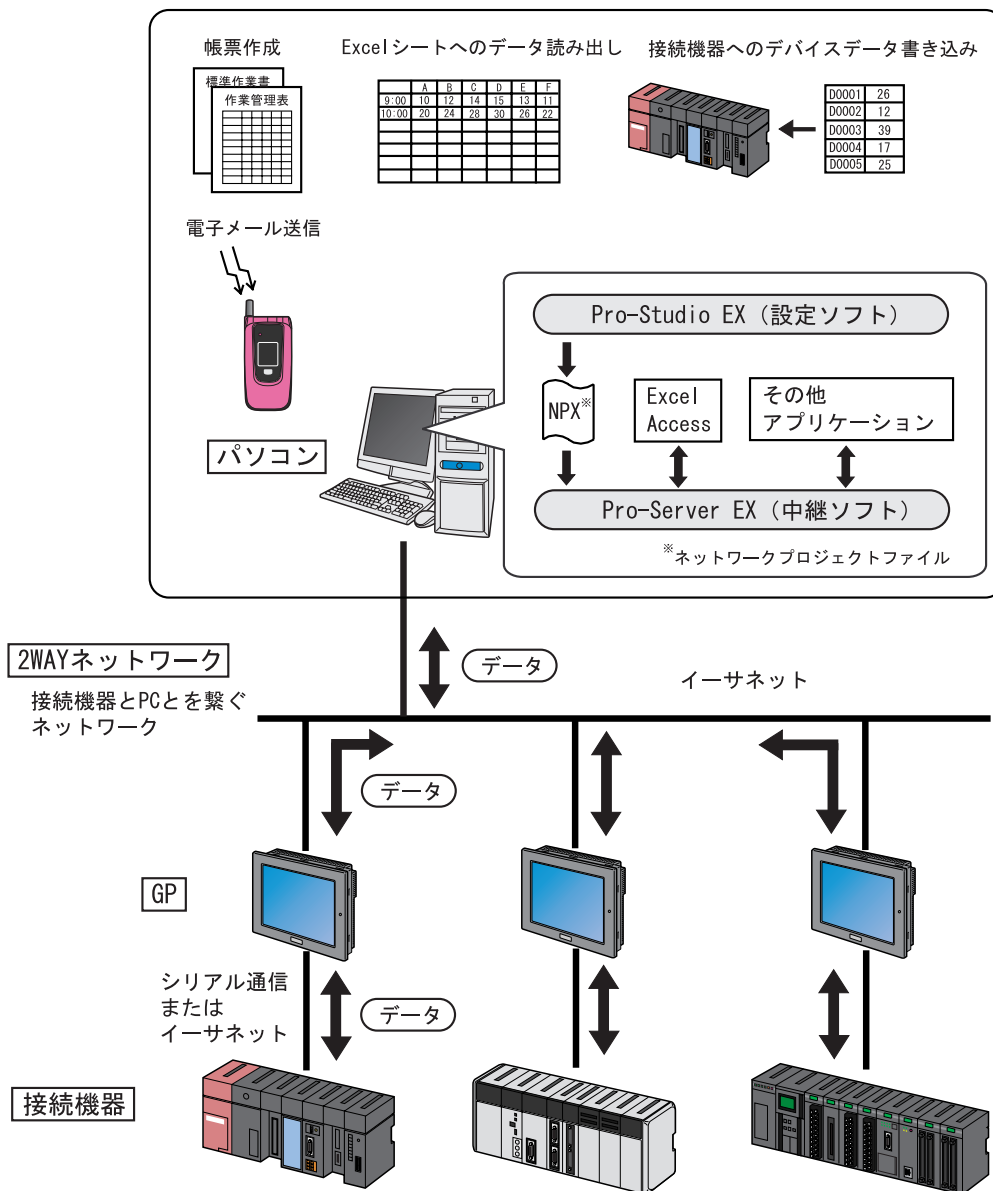 帳票作成
Excelシートへのデータ読み出し
接続機器へのデバイスデータ書き込み
標準作業書
作業管理表
A B C D E F
9:00 10 12 14 15 13 11
10:00 20 24 28 30 26 22
D0001 26
D0002 12
D0003 39
D0004 17
D0005 25
電子メール送信
パソコン
Pro-Studio EX（設定ソフト）
NPX※
Excel
Access
その他
アプリケーション
Pro-Server EX（中継ソフト）
※ネットワークプロジェクトファイル
2WAYネットワーク
接続機器とPCとを繋ぐ
ネットワーク
データ
イーサネット
データ
GP
シリアル通信
または
イーサネット
データ
接続機器